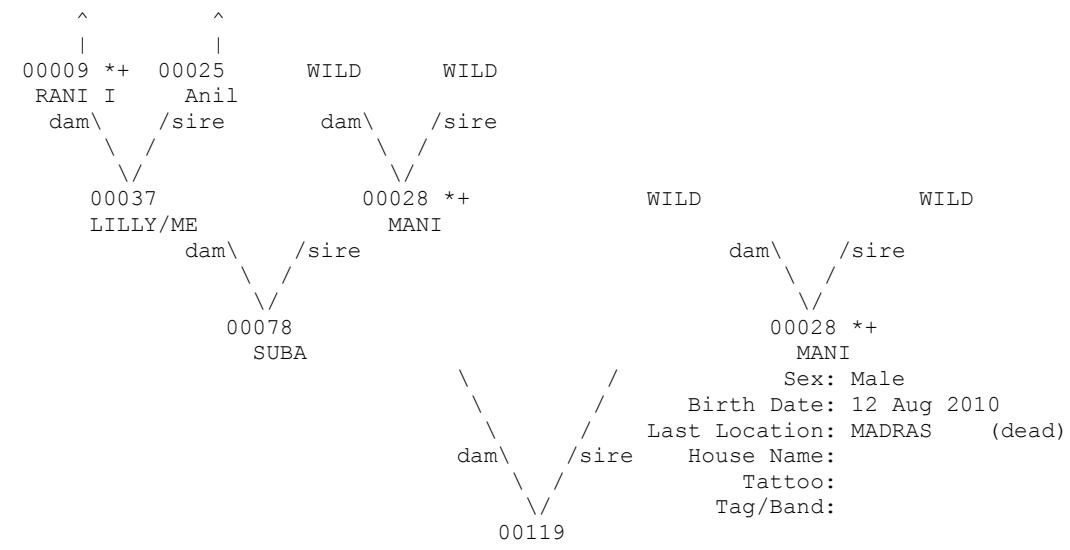 ^ ^
| |
00009 *+ 00025 WILD WILD
RANI I Anil
dam\ /sire dam\ /sire
\ / \ /
\/ \/
00037 00028 *+ WILD WILD
LILLY/ME MANI
dam\ /sire dam\ /sire
\ / \ /
\/ \/
00078 00028 *+
SUBA MANI
\ / Sex: Male
\ / Birth Date: 12 Aug 2010
\ / Last Location: MADRAS (dead)
dam\ /sire House Name:
\ / Tattoo:
\/ Tag/Band:
00119